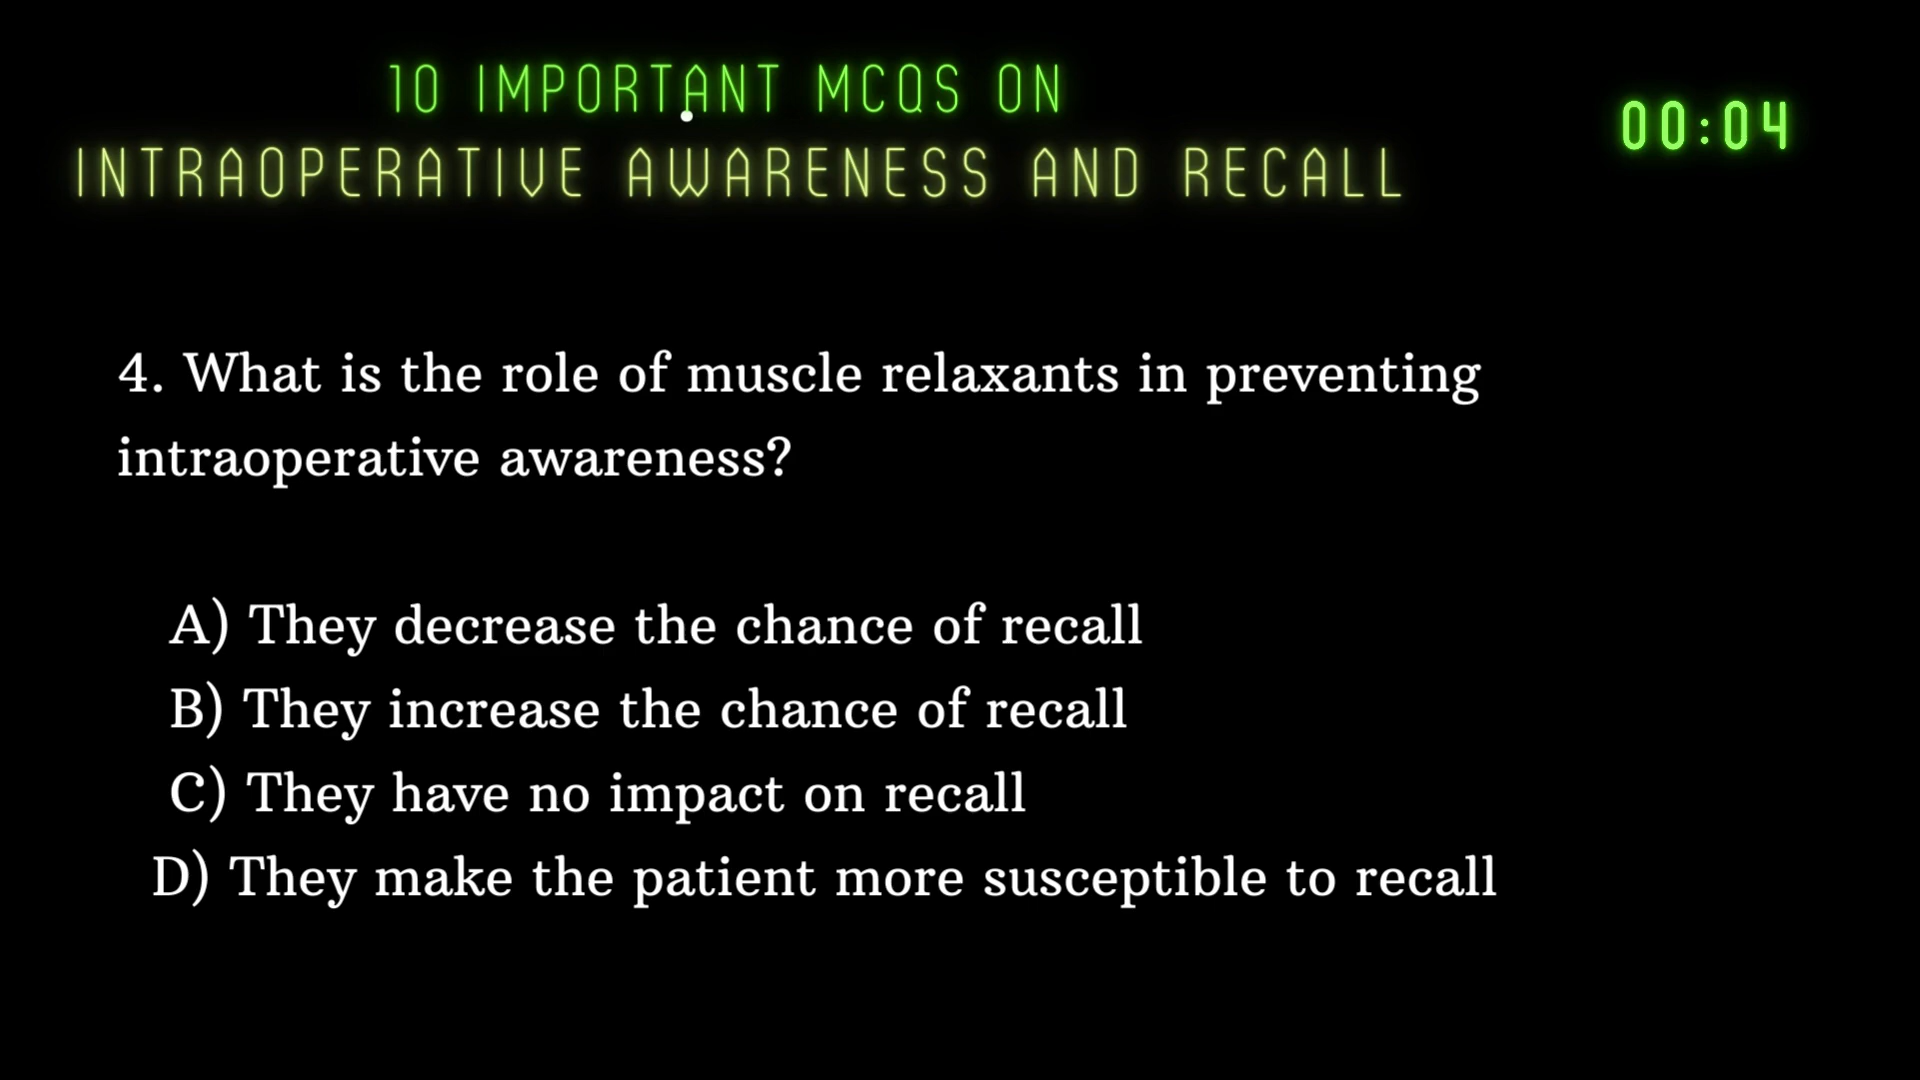 10 IMPORTANT MCQS ON
00:04
INTRAOPERATIVE AWARENESS AND RECALL
4. What is the role of muscle relaxants in preventing
intraoperative awareness?
A) They decrease the chance of recall
B) They increase the chance of recall
C) They have no impact on recall
D) They make the patient more susceptible to recall